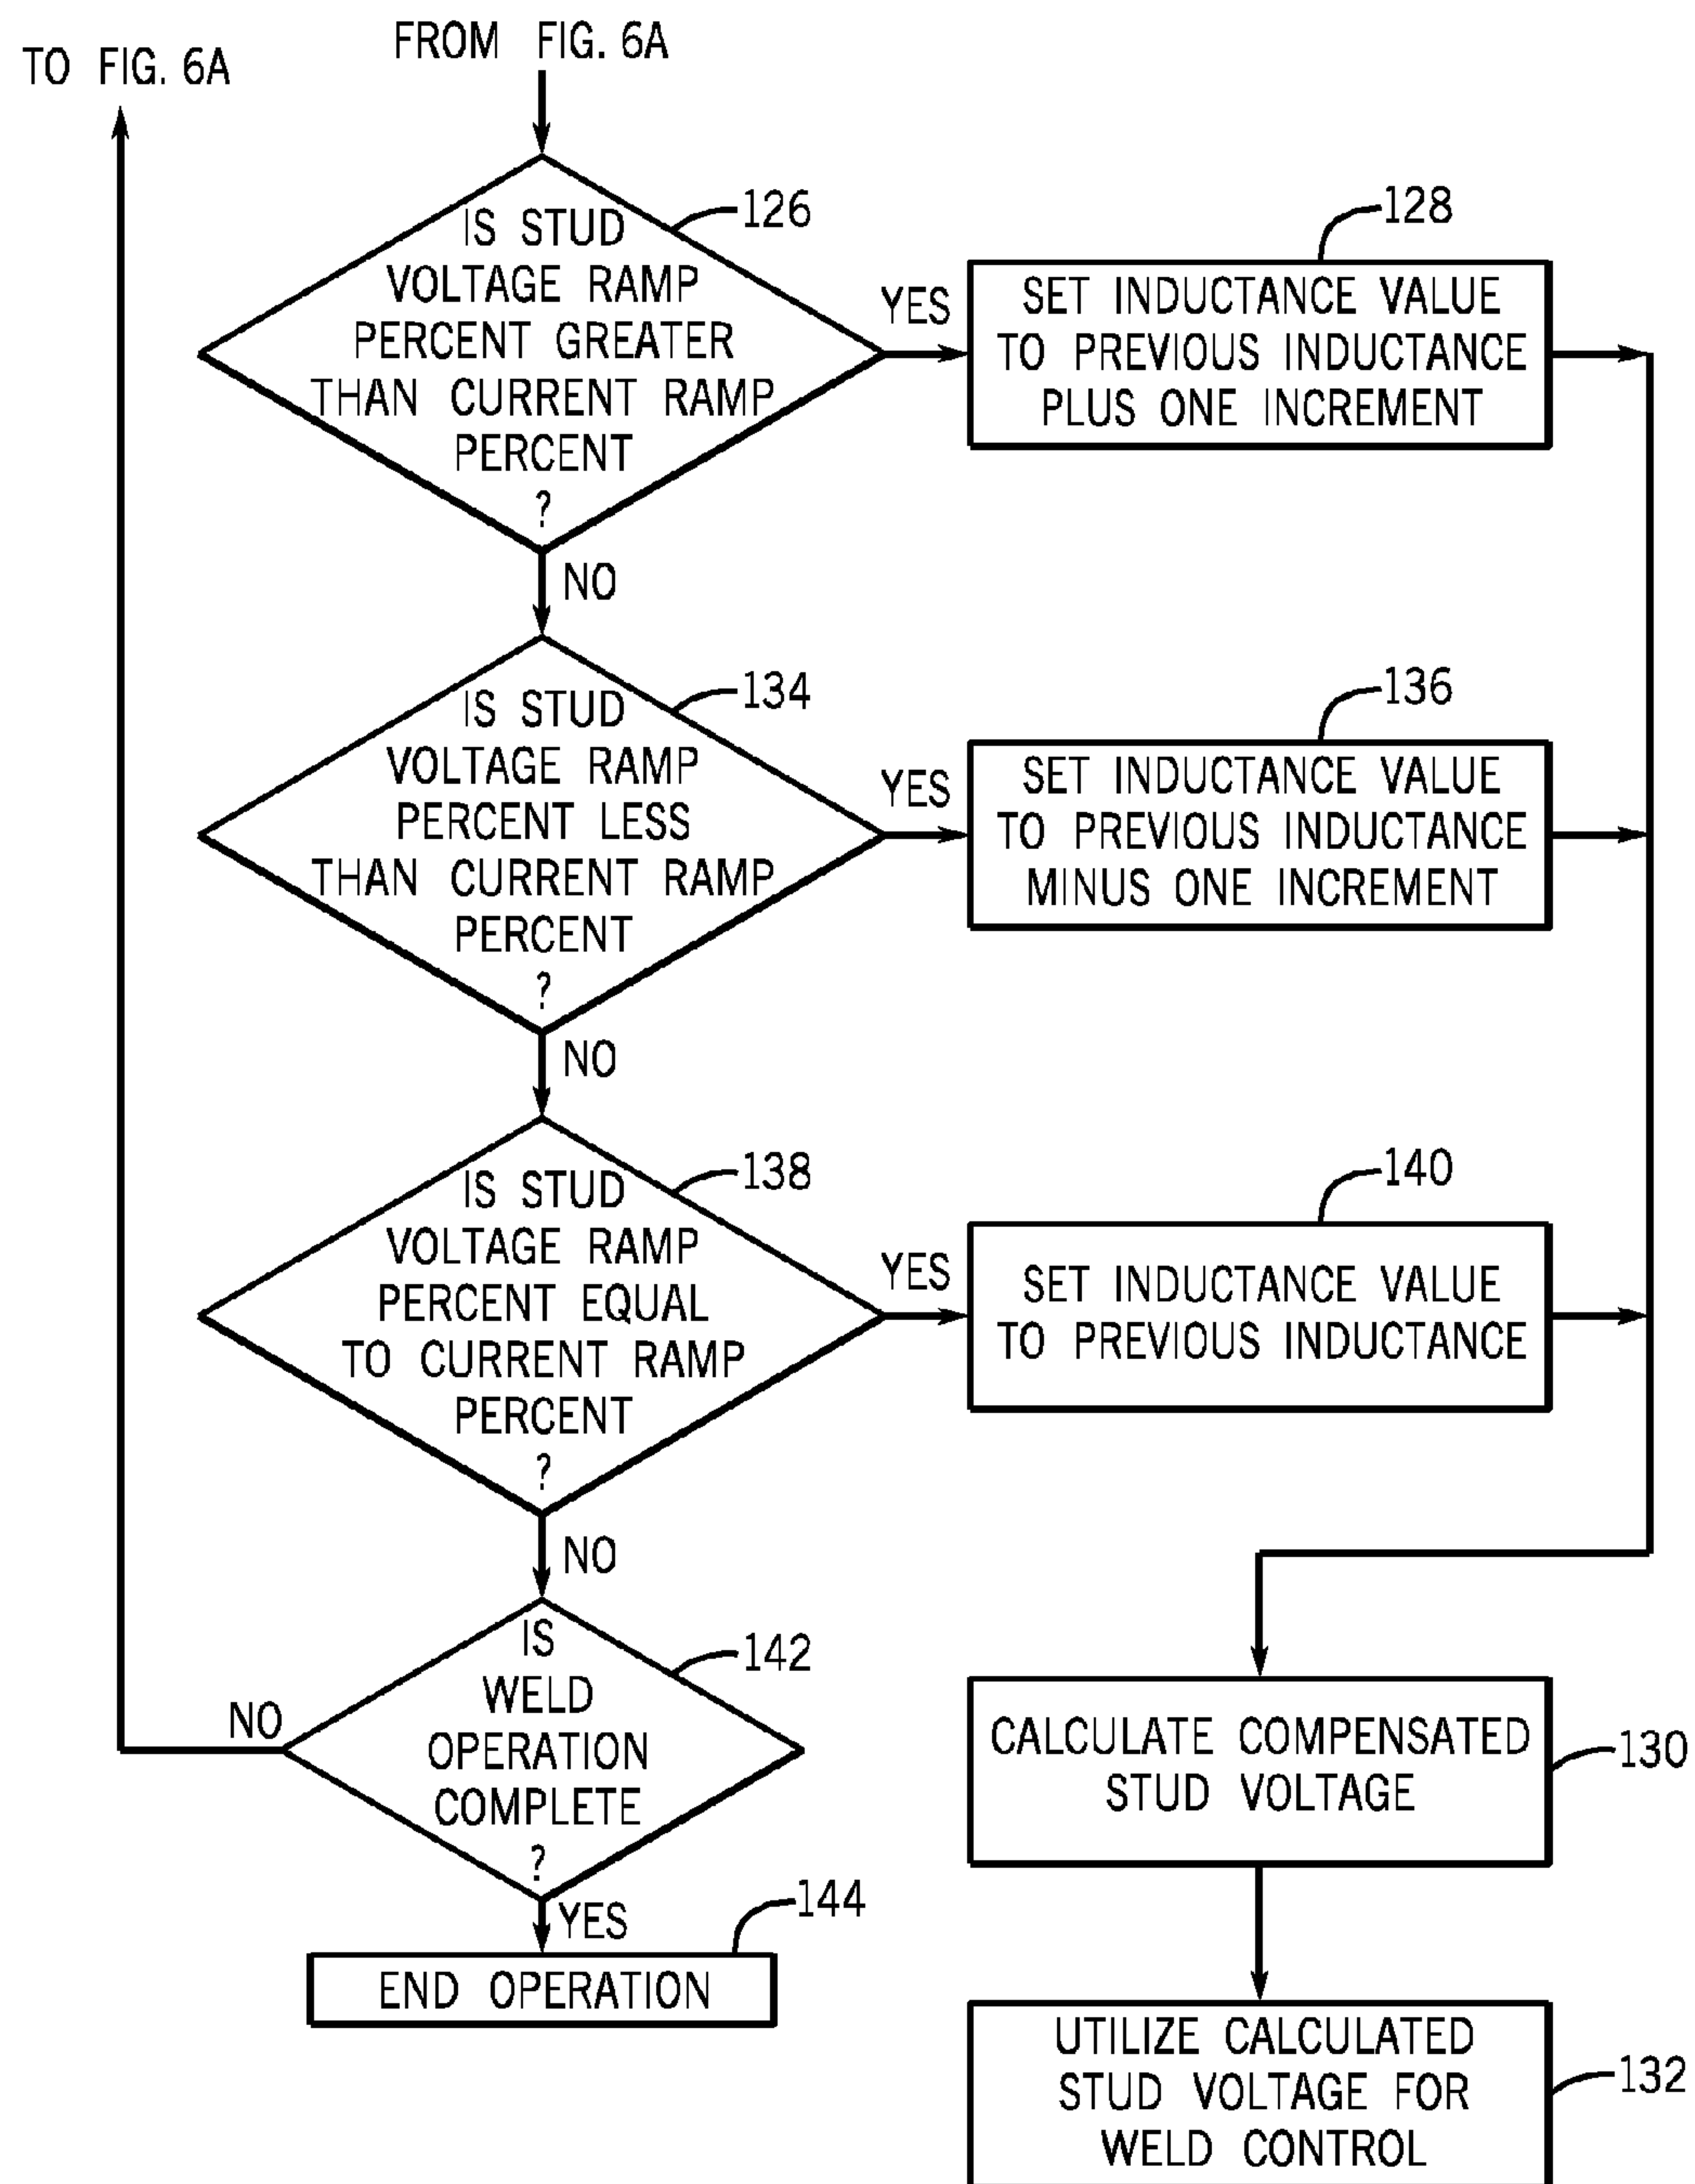 TO FIG. 6A
FROM FIG. 6A
IS STUD
VOLTAGE RAMP
PERCENT GREATER
THAN CURRENT RAMP
PERCENT
?
126
YES
128
SET INDUCTANCE VALUE
TO PREVIOUS INDUCTANCE
PLUS ONE INCREMENT
NO
IS STUD
VOLTAGE RAMP
PERCENT LESS
THAN CURRENT RAMP
PERCENT
?
134
YES
136
SET INDUCTANCE VALUE
TO PREVIOUS INDUCTANCE
MINUS ONE INCREMENT
NO
IS STUD
VOLTAGE RAMP
PERCENT EQUAL
TO CURRENT RAMP
PERCENT
?
138
YES
140
SET INDUCTANCE VALUE
TO PREVIOUS INDUCTANCE
NO
IS
WELD
OPERATION
COMPLETE
?
142
NO
YES
144
END OPERATION
CALCULATE COMPENSATED
STUD VOLTAGE
130
UTILIZE CALCULATED
STUD VOLTAGE FOR
WELD CONTROL
132